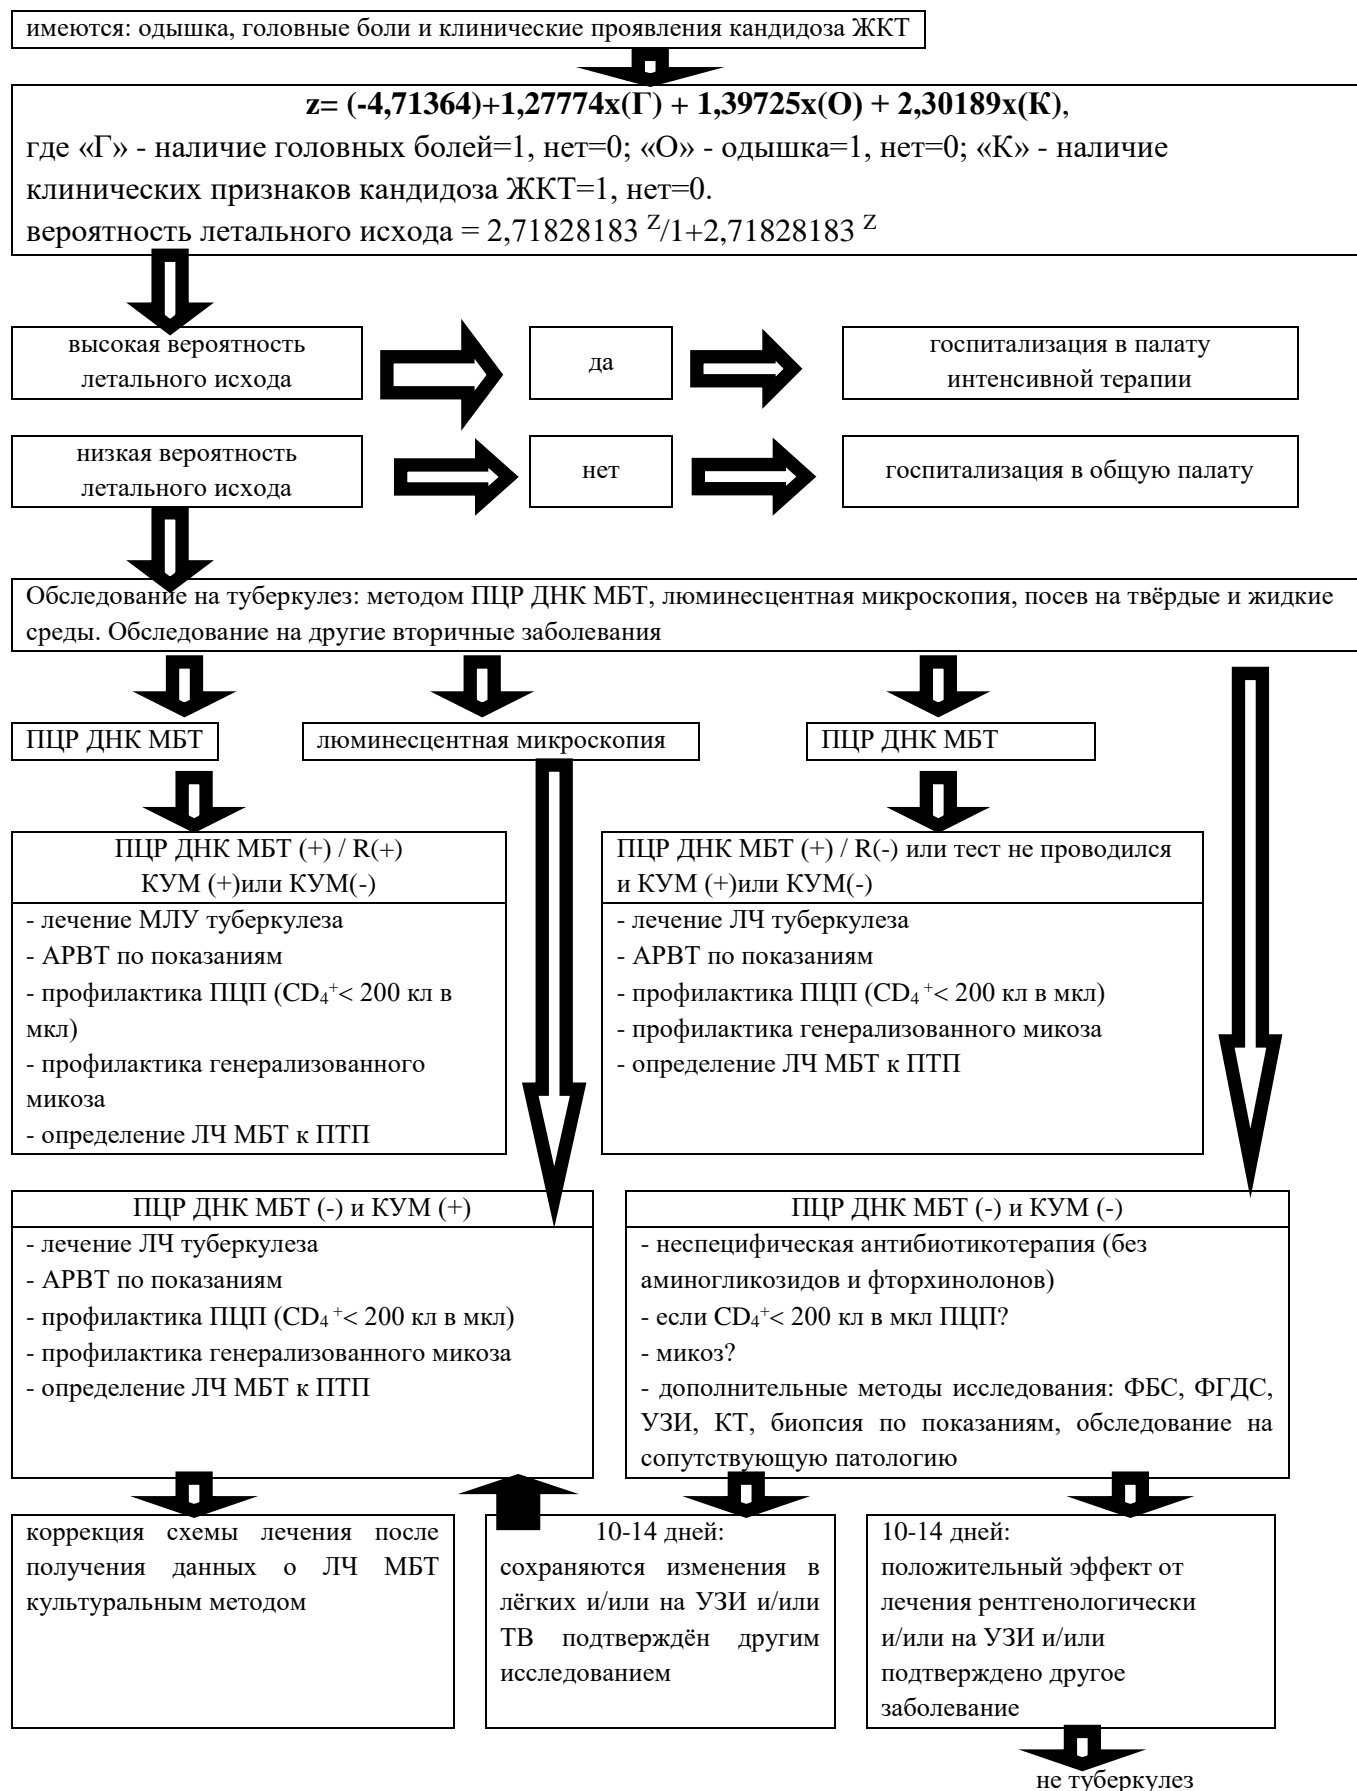 имеются: одышка, головные боли и клинические проявления кандидоза ЖКТ
z= (-4,71364)+1,27774x(Г) + 1,39725x(О) + 2,30189x(К),
где «Г» - наличие головных болей=1, нет=0; «О» - одышка=1, нет=0; «К» - наличие
клинических признаков кандидоза ЖКТ=1, нет=0.
вероятность летального исхода = 2,71828183 ᶻ/1+2,71828183 ᶻ
высокая вероятность
летального исхода
да
госпитализация в палату
интенсивной терапии
низкая вероятность
летального исхода
нет
госпитализация в общую палату
Обследование на туберкулез: методом ПЦР ДНК МБТ, люминесцентная микроскопия, посев на твёрдые и жидкие
среды. Обследование на другие вторичные заболевания
ПЦР ДНК МБТ
люминесцентная микроскопия
ПЦР ДНК МБТ
ПЦР ДНК МБТ (+) / R(+)
КУМ (+)или КУМ(-)
- лечение МЛУ туберкулеза
- АРВТ по показаниям
- профилактика ПЦП (CD₄⁺< 200 кл в
мкл)
- профилактика генерализованного
микоза
- определение ЛЧ МБТ к ПТП
ПЦР ДНК МБТ (+) / R(-) или тест не проводился
и КУМ (+)или КУМ(-)
- лечение ЛЧ туберкулеза
- АРВТ по показаниям
- профилактика ПЦП (CD₄ ⁺< 200 кл в мкл)
- профилактика генерализованного микоза
- определение ЛЧ МБТ к ПТП
ПЦР ДНК МБТ (-) и КУМ (+)
- лечение ЛЧ туберкулеза
- АРВТ по показаниям
- профилактика ПЦП (CD₄ ⁺< 200 кл в мкл)
- профилактика генерализованного микоза
- определение ЛЧ МБТ к ПТП
ПЦР ДНК МБТ (-) и КУМ (-)
- неспецифическая антибиотикотерапия (без
аминогликозидов и фторхинолонов)
- если CD₄⁺< 200 кл в мкл ПЦП?
- микоз?
- дополнительные методы исследования: ФБС, ФГДС,
УЗИ, КТ, биопсия по показаниям, обследование на
сопутствующую патологию
коррекция схемы лечения после
получения данных о ЛЧ МБТ
культуральным методом
10-14 дней:
сохраняются изменения в
лёгких и/или на УЗИ и/или
ТВ подтверждён другим
исследованием
10-14 дней:
положительный эффект от
лечения рентгенологически
и/или на УЗИ и/или
подтверждено другое
заболевание
не туберкулез